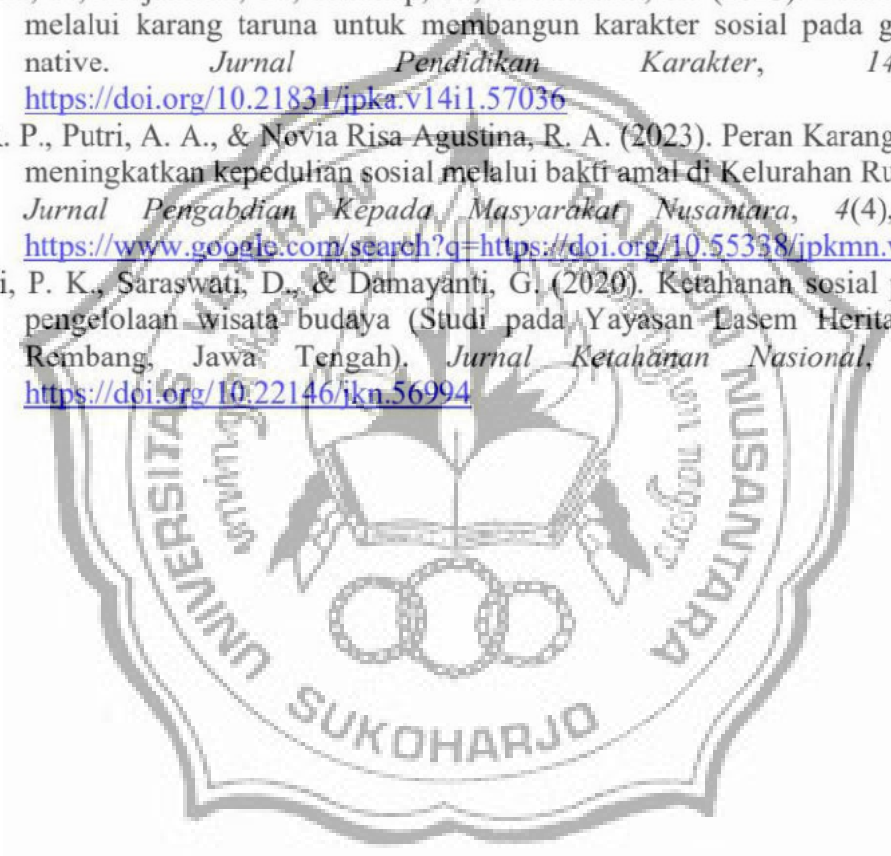 melalui karang taruna untuk membangun karakter sosial pada g
native. Jurnal Pendidikan Karakter, 14
https://doi.org/10.21831/jpka.v14i1.57036
. P., Putri, A. A., & Novia Risa Agustina, R. A. (2023). Peran Karang
meningkatkan kepedulian sosial melalui bakti amal di Kelurahan Ru
Jurnal Pengabdian Kepada Masyarakat Nusantara, 4(4),
https://www.google.com/search?q=https://doi.org/10.55338/jpkmn.v
i, P. K., Saraswati, D., & Damayanti, G. (2020). Ketahanan sosial
pengelolaan wisata budaya (Studi pada Yayasan Lasem Herita
Rembang, Jawa Tengah). Jurnal Ketahanan Nasional,
https://doi.org/10.22146/jkn.56994
UNIVERSITAS VETERAN BANGUN NUSANTARA
SUKOHARJO